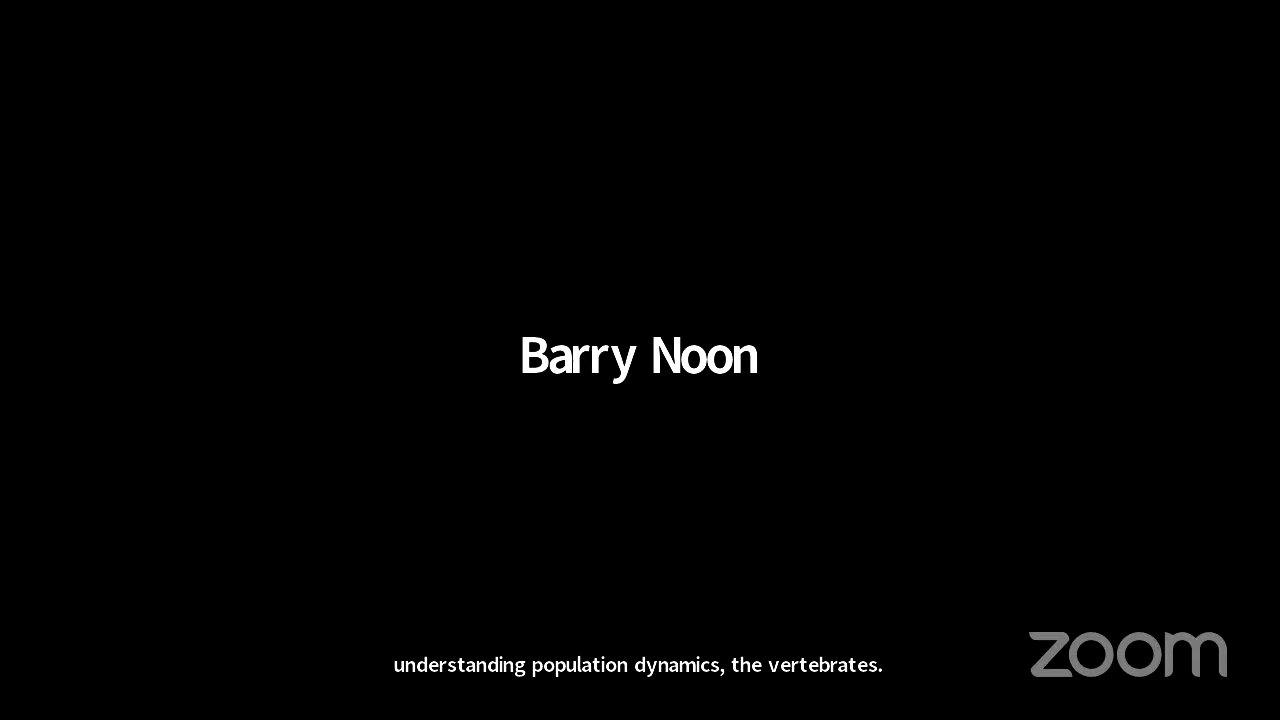 Barry Noon
understanding population dynamics, the vertebrates.
zoom